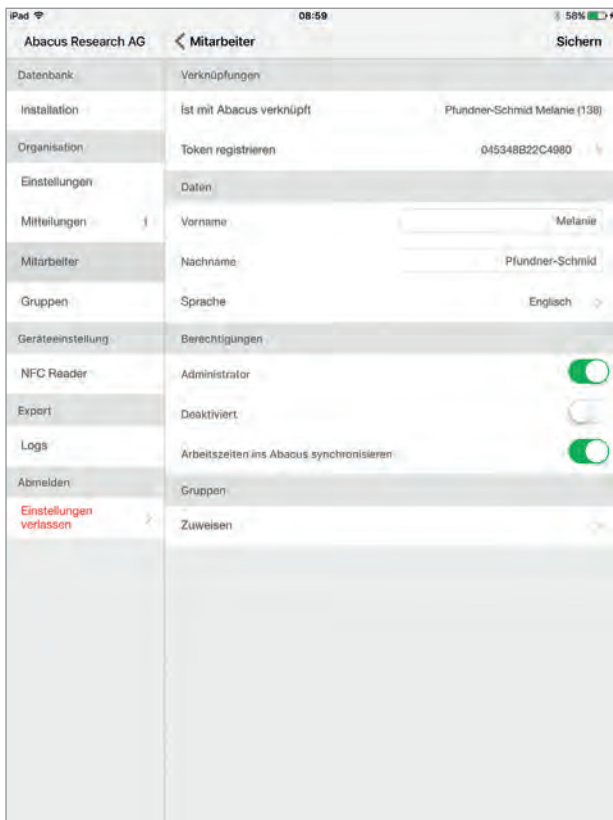 iPad 08:59 58%
Abacus Research AG
Mitarbeiter Sichern
Datenbank
Installation
Organisation
Einstellungen
Mitteilungen
Mitarbeiter
Gruppen
Geräteeinstellung
NFC Reader
Export
Logs
Abmelden
Einstellungen
verlassen
Verknüpfungen
Ist mit Abacus verknüpft Pfundner-Schmid Melanie (138)
Token registrieren 045348B22C4980
Daten
Vorname Melanie
Nachname Pfundner-Schmid
Sprache Englisch
Berechtigungen
Administrator
Deaktiviert
Arbeitszeiten ins Abacus synchronisieren
Gruppen
Zuweisen